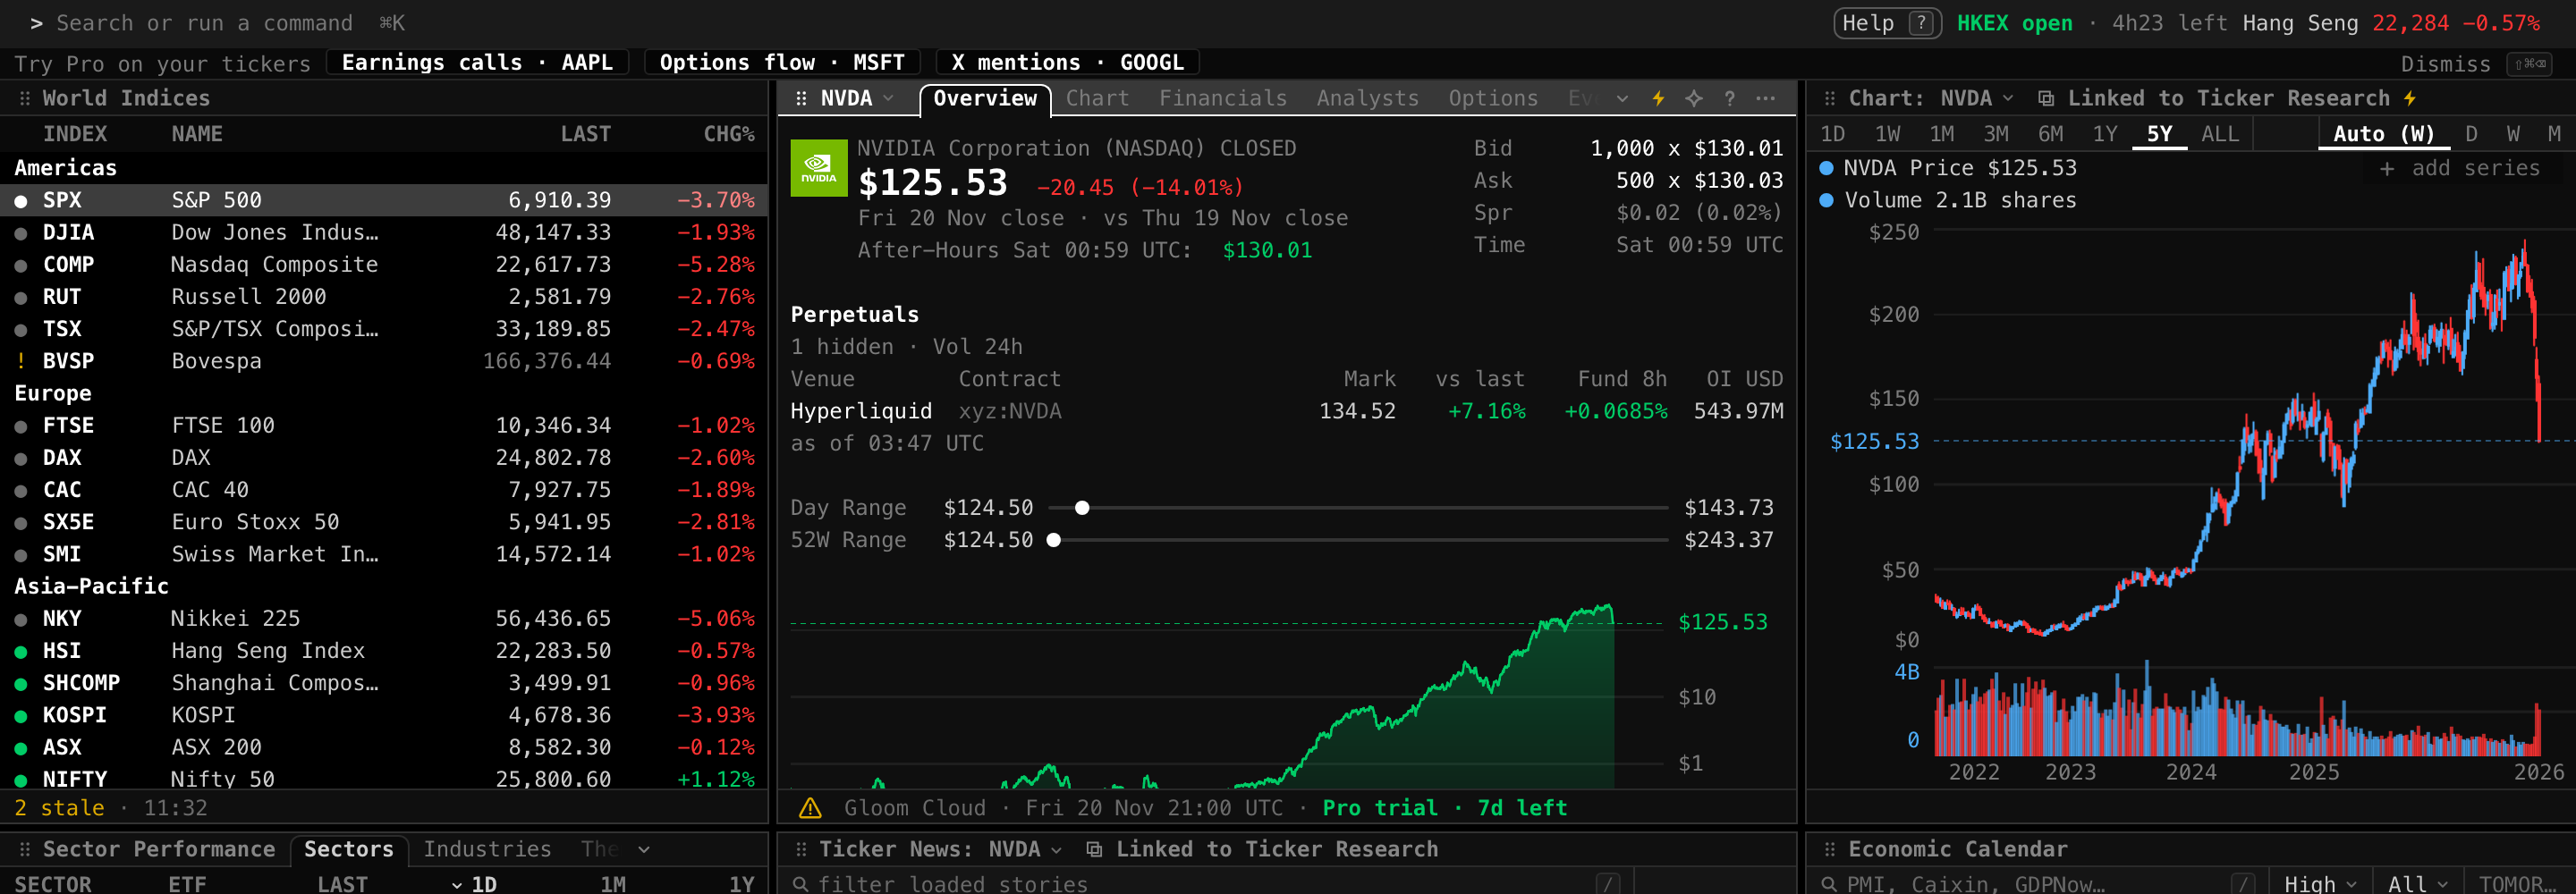 > Search or run a command ⌘K
Help ? HKEX open · 4h23 left Hang Seng 22,284 −0.57%
Try Pro on your tickers Earnings calls · AAPL Options flow · MSFT X mentions · GOOGL Dismiss ⇧⌘⌫
World Indices
INDEX NAME LAST CHG%
Americas
SPX S&P 500 6,910.39 −3.70%
DJIA Dow Jones Indus… 48,147.33 −1.93%
COMP Nasdaq Composite 22,617.73 −5.28%
RUT Russell 2000 2,581.79 −2.76%
TSX S&P/TSX Composi… 33,189.85 −2.47%
! BVSP Bovespa 166,376.44 −0.69%
Europe
FTSE FTSE 100 10,346.34 −1.02%
DAX DAX 24,802.78 −2.60%
CAC CAC 40 7,927.75 −1.89%
SX5E Euro Stoxx 50 5,941.95 −2.81%
SMI Swiss Market In… 14,572.14 −1.02%
Asia−Pacific
NKY Nikkei 225 56,436.65 −5.06%
HSI Hang Seng Index 22,283.50 −0.57%
SHCOMP Shanghai Compos… 3,499.91 −0.96%
KOSPI KOSPI 4,678.36 −3.93%
ASX ASX 200 8,582.30 −0.12%
NIFTY Nifty 50 25,800.60 +1.12%
2 stale · 11:32
NVDA Overview Chart Financials Analysts Options Ev ? ⋯
NVIDIA
NVIDIA Corporation (NASDAQ) CLOSED
$125.53 −20.45 (−14.01%)
Fri 20 Nov close · vs Thu 19 Nov close
After−Hours Sat 00:59 UTC: $130.01
Bid 1,000 x $130.01
Ask 500 x $130.03
Spr $0.02 (0.02%)
Time Sat 00:59 UTC
Perpetuals
1 hidden · Vol 24h
Venue Contract Mark vs last Fund 8h OI USD
Hyperliquid xyz:NVDA 134.52 +7.16% +0.0685% 543.97M
as of 03:47 UTC
Day Range $124.50 $143.73
52W Range $124.50 $243.37
$125.53
$10
$1
Gloom Cloud · Fri 20 Nov 21:00 UTC · Pro trial · 7d left
Chart: NVDA Linked to Ticker Research
1D 1W 1M 3M 6M 1Y 5Y ALL Auto (W) D W M
NVDA Price $125.53 + add series
Volume 2.1B shares
$250
$200
$150
$125.53
$100
$50
$0
4B
0
2022 2023 2024 2025 2026
Sector Performance Sectors Industries The
SECTOR ETF LAST 1D 1M 1Y
Ticker News: NVDA Linked to Ticker Research
filter loaded stories /
Economic Calendar
PMI, Caixin, GDPNow… / High All TOMOR…